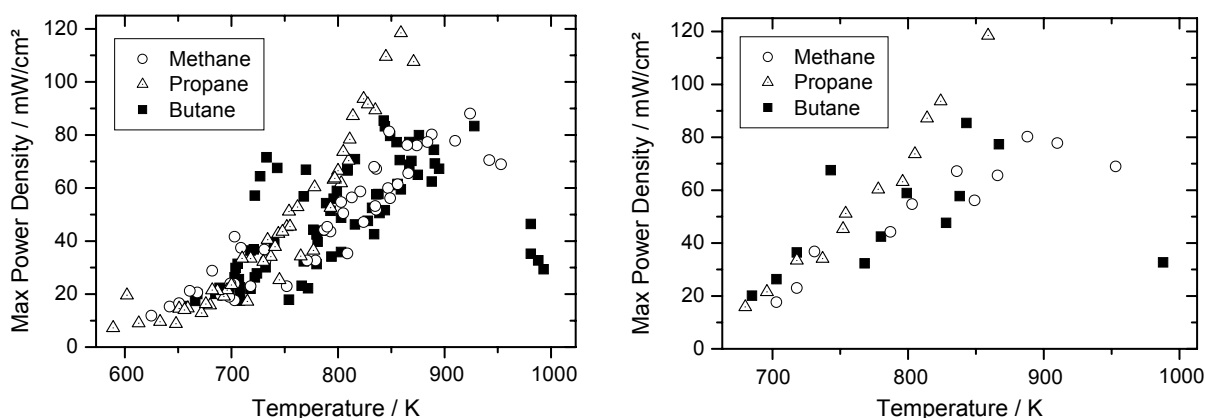 Max Power Density / mW/cm²
120
100
80
60
40
20
0
Methane
Propane
Butane
600
700
800
900
1000
Temperature / K
Max Power Density / mW/cm²
120
100
80
60
40
20
0
Methane
Propane
Butane
700
800
900
1000
Temperature / K